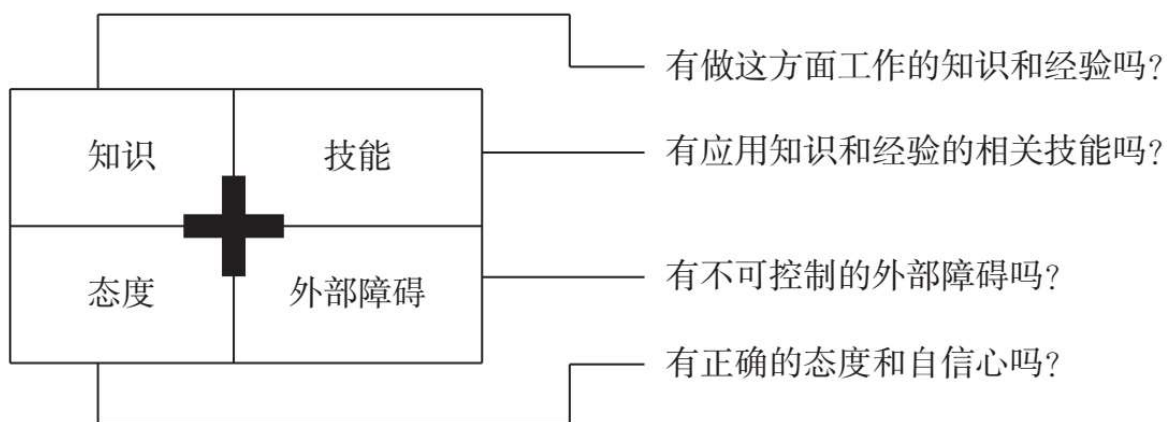 有做这方面工作的知识和经验吗?
知识
技能
有应用知识和经验的相关技能吗?
态度
外部障碍
有不可控制的外部障碍吗?
有正确的态度和自信心吗?